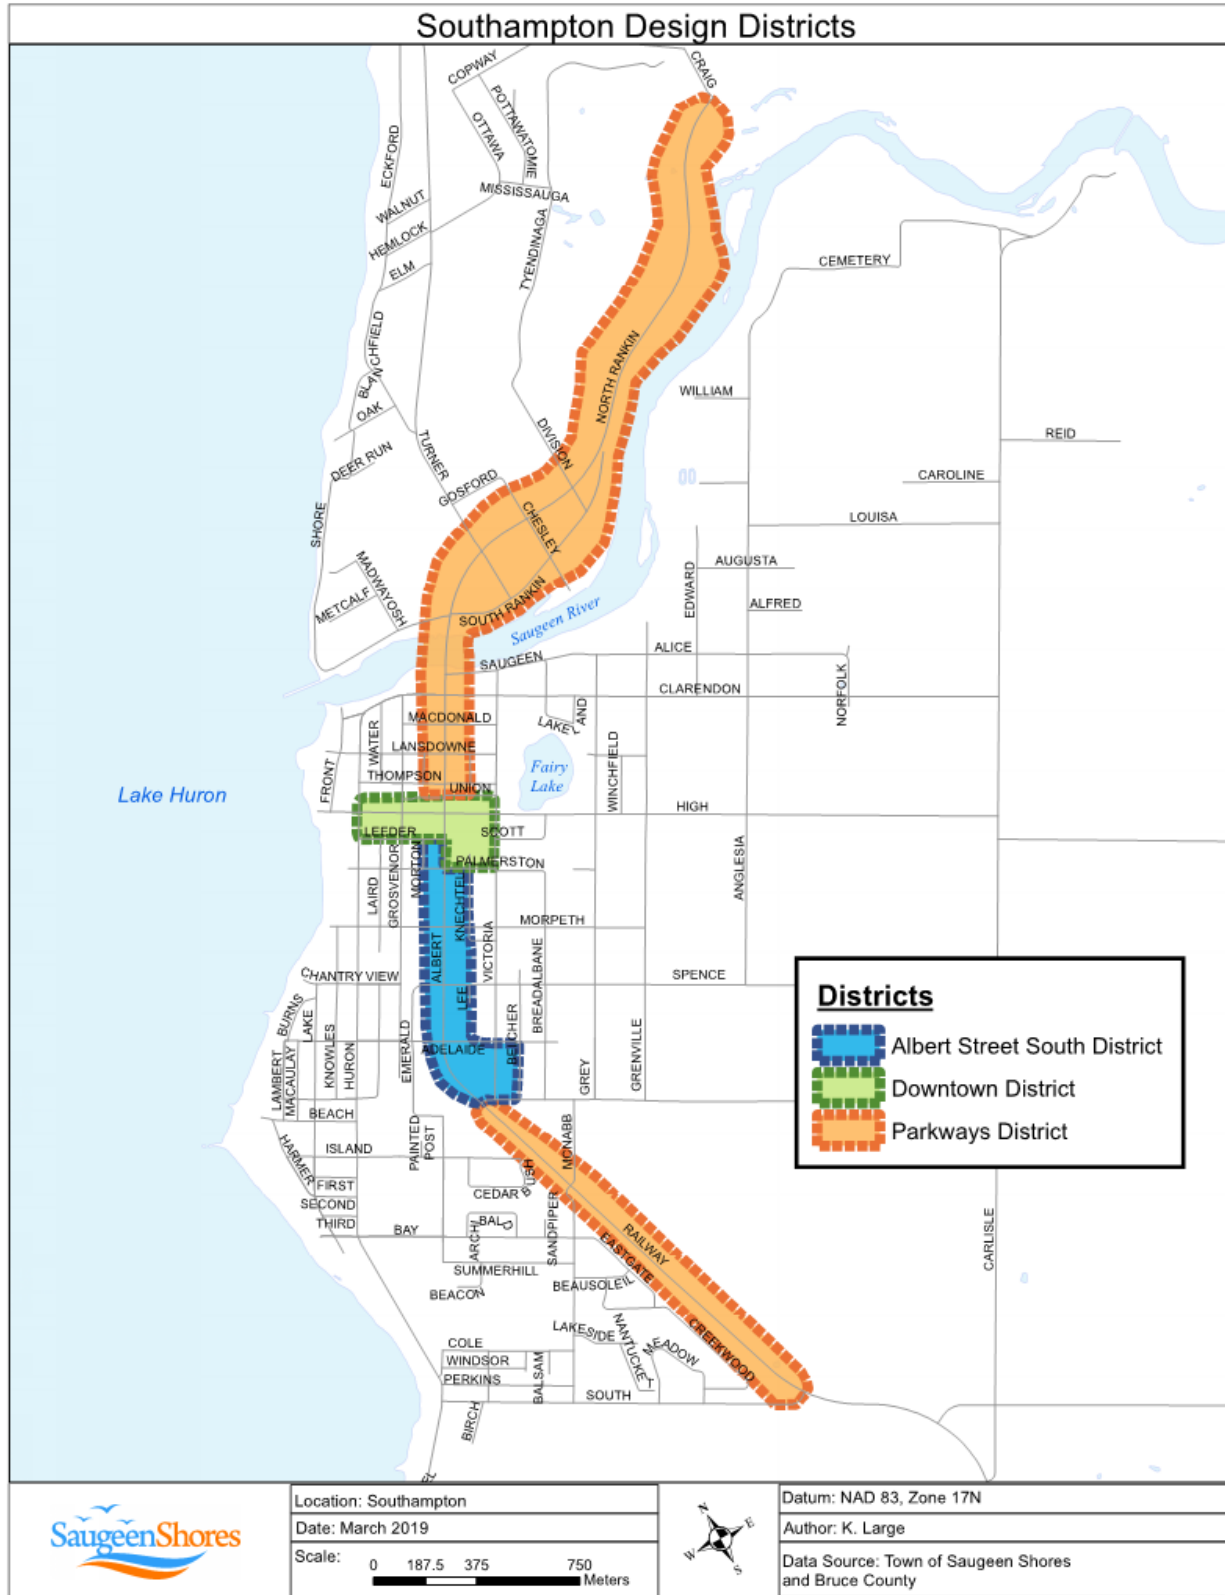 Southampton Design Districts
CRAIG
COPWAY
POTTAWATOMIE
OTTAWA
ECKFORD
MISSISSAUGA
WALNUT
HEMLOCK
TYENDINAGA
ELM
CEMETERY
BLANCHFIELD
NORTH RANKIN
WILLIAM
OAK
REID
DIVISION
TURNER
DEER RUN
GOSFORD
CAROLINE
SHORE
CHESLEY
LOUISA
MADWAYOSH
AUGUSTA
EDWARD
METCALF
SOUTH RANKIN
ALFRED
Saugeen River
ALICE
SAUGEEN
NORFOLK
CLARENDON
MACDONALD
LAKELAND
WATER
LANSDOWNE
WINCHFIELD
FRONT
THOMPSON
Fairy
Lake
UNION
Lake Huron
HIGH
LEEDER
SCOTT
PALMERSTON
MORTON
GROSVENOR
LAIRD
KNECHTEL
ANGLESIA
MORPETH
ALBERT
VICTORIA
BREADALBANE
CHANTRY VIEW
SPENCE
LEE
BURNS
LAKE
BELCHER
ADELAIDE
EMERALD
KNOWLES
HURON
LAMBERT
MACAULAY
GREY
GRENVILLE
BEACH
PAINTED
POST
MCNABB
ISLAND
HARMER
BUSH
FIRST
CEDAR
SECOND
THIRD
BAY
ARCHIBALD
SANDPIPER
RAILWAY
EASTGATE
CARLISLE
SUMMERHILL
BEACON
BEAUSOLEIL
LAKESIDE
NANTUCKET
MEADOW
CREEKWOOD
COLE
WINDSOR
PERKINS
BALSAM
SOUTH
BIRCH
EL
Districts
Albert Street South District
Downtown District
Parkways District
SaugeenShores
Location: Southampton
Date: March 2019
Scale:
0 187.5 375 750
Meters
N
E
S
W
Datum: NAD 83, Zone 17N
Author: K. Large
Data Source: Town of Saugeen Shores
and Bruce County